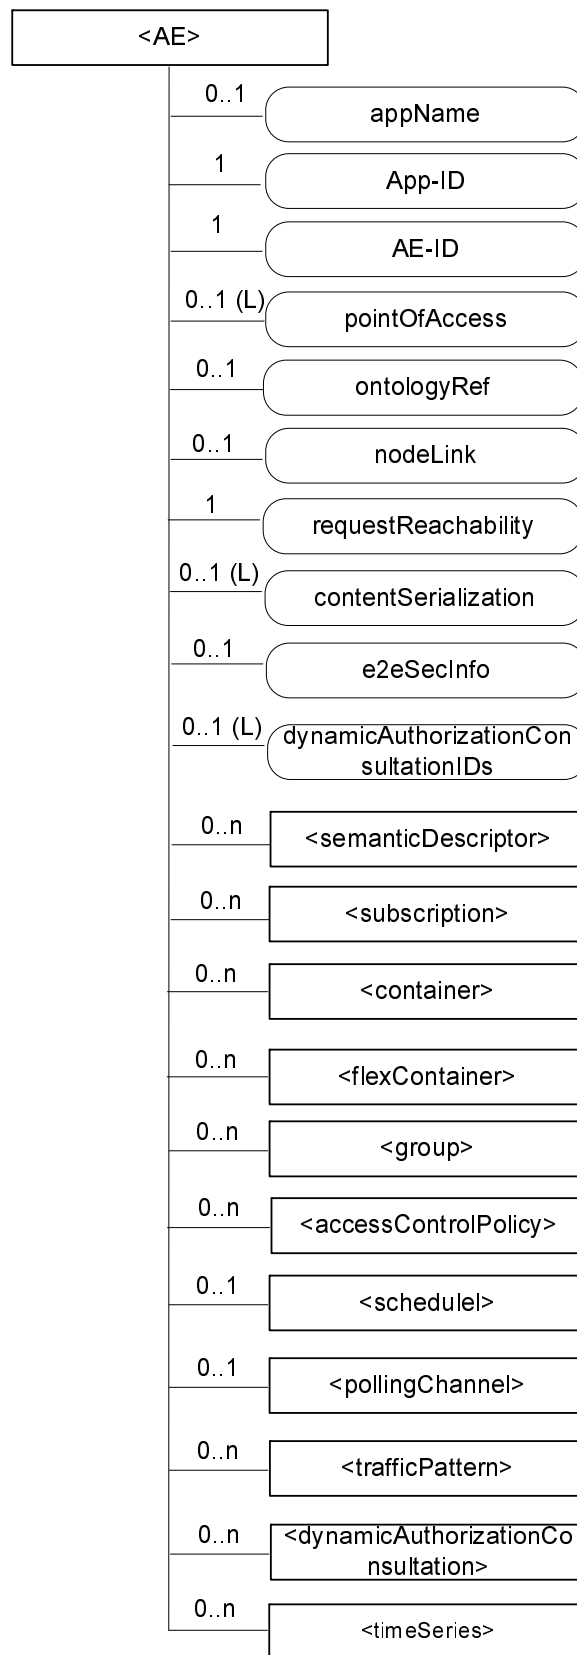 <AE>
0..1
appName
1
App-ID
1
AE-ID
0..1 (L)
pointOfAccess
0..1
ontologyRef
0..1
nodeLink
1
requestReachability
0..1 (L)
contentSerialization
0..1
e2eSecInfo
0..1 (L)
dynamicAuthorizationCon
sultationIDs
0..n
<semanticDescriptor>
0..n
<subscription>
0..n
<container>
0..n
<flexContainer>
0..n
<group>
0..n
<accessControlPolicy>
0..1
<schedulel>
0..1
<pollingChannel>
0..n
<trafficPattern>
0..n
<dynamicAuthorizationCo
nsultation>
0..n
<timeSeries>